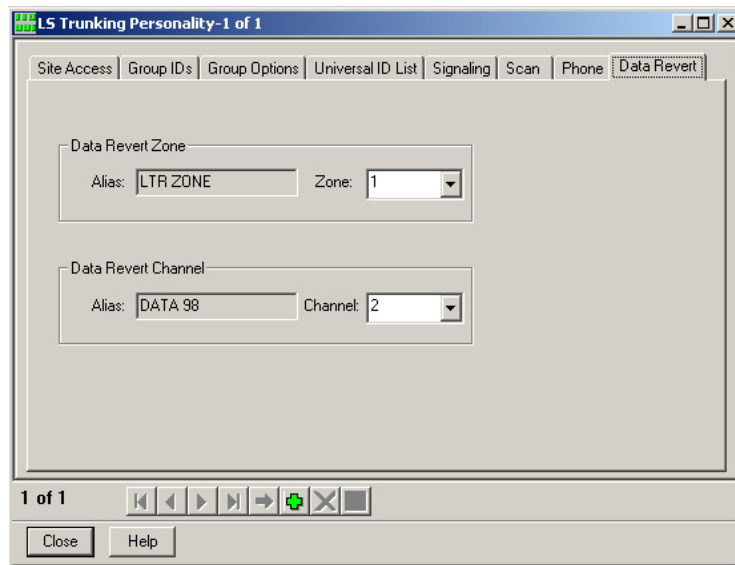 LS Trunking Personality-1 of 1
Site Access Group IDs Group Options Universal ID List Signaling Scan Phone Data Revert
Data Revert Zone
Alias: LTR ZONE Zone: 1
Data Revert Channel
Alias: DATA 98 Channel: 2
1 of 1
Close Help